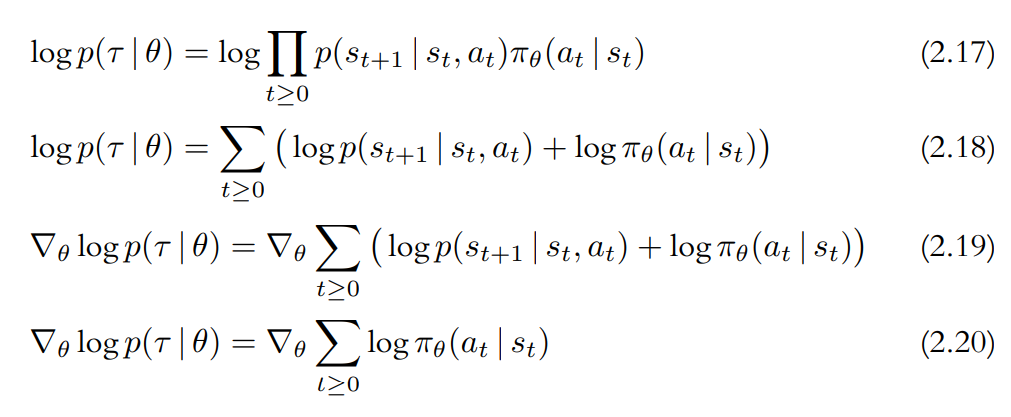 log p(τ | θ) = log ∏_{t≥0} p(s_{t+1} | s_t, a_t)π_θ(a_t | s_t) (2.17)
log p(τ | θ) = ∑_{t≥0} (log p(s_{t+1} | s_t, a_t) + log π_θ(a_t | s_t)) (2.18)
∇_θ log p(τ | θ) = ∇_θ ∑_{t≥0} (log p(s_{t+1} | s_t, a_t) + log π_θ(a_t | s_t)) (2.19)
∇_θ log p(τ | θ) = ∇_θ ∑_{t≥0} log π_θ(a_t | s_t) (2.20)